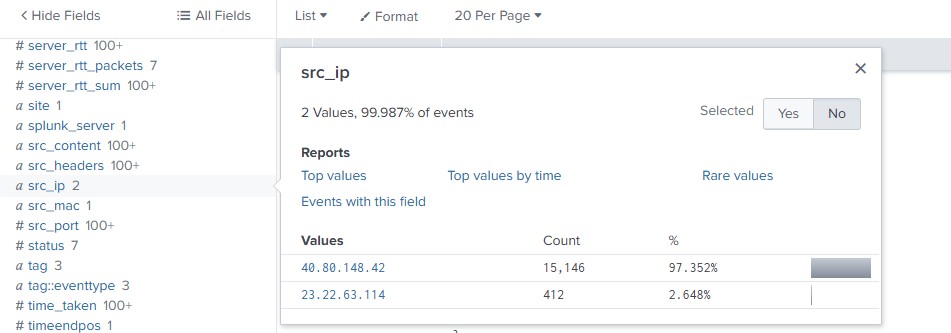 Hide Fields
All Fields
List
Format
20 Per Page
# server_rtt 100+
# server_rtt_packets 7
# server_rtt_sum 100+
a site 1
a splunk_server 1
a src_content 100+
a src_headers 100+
a src_ip 2
a src_mac 1
# src_port 100+
# status 7
a tag 3
a tag::eventtype 3
# time_taken 100+
# timeendpos 1
src_ip
2 Values, 99.987% of events
Selected Yes No
Reports
Top values Top values by time Rare values
Events with this field
Values Count %
40.80.148.42 15,146 97.352%
23.22.63.114 412 2.648%